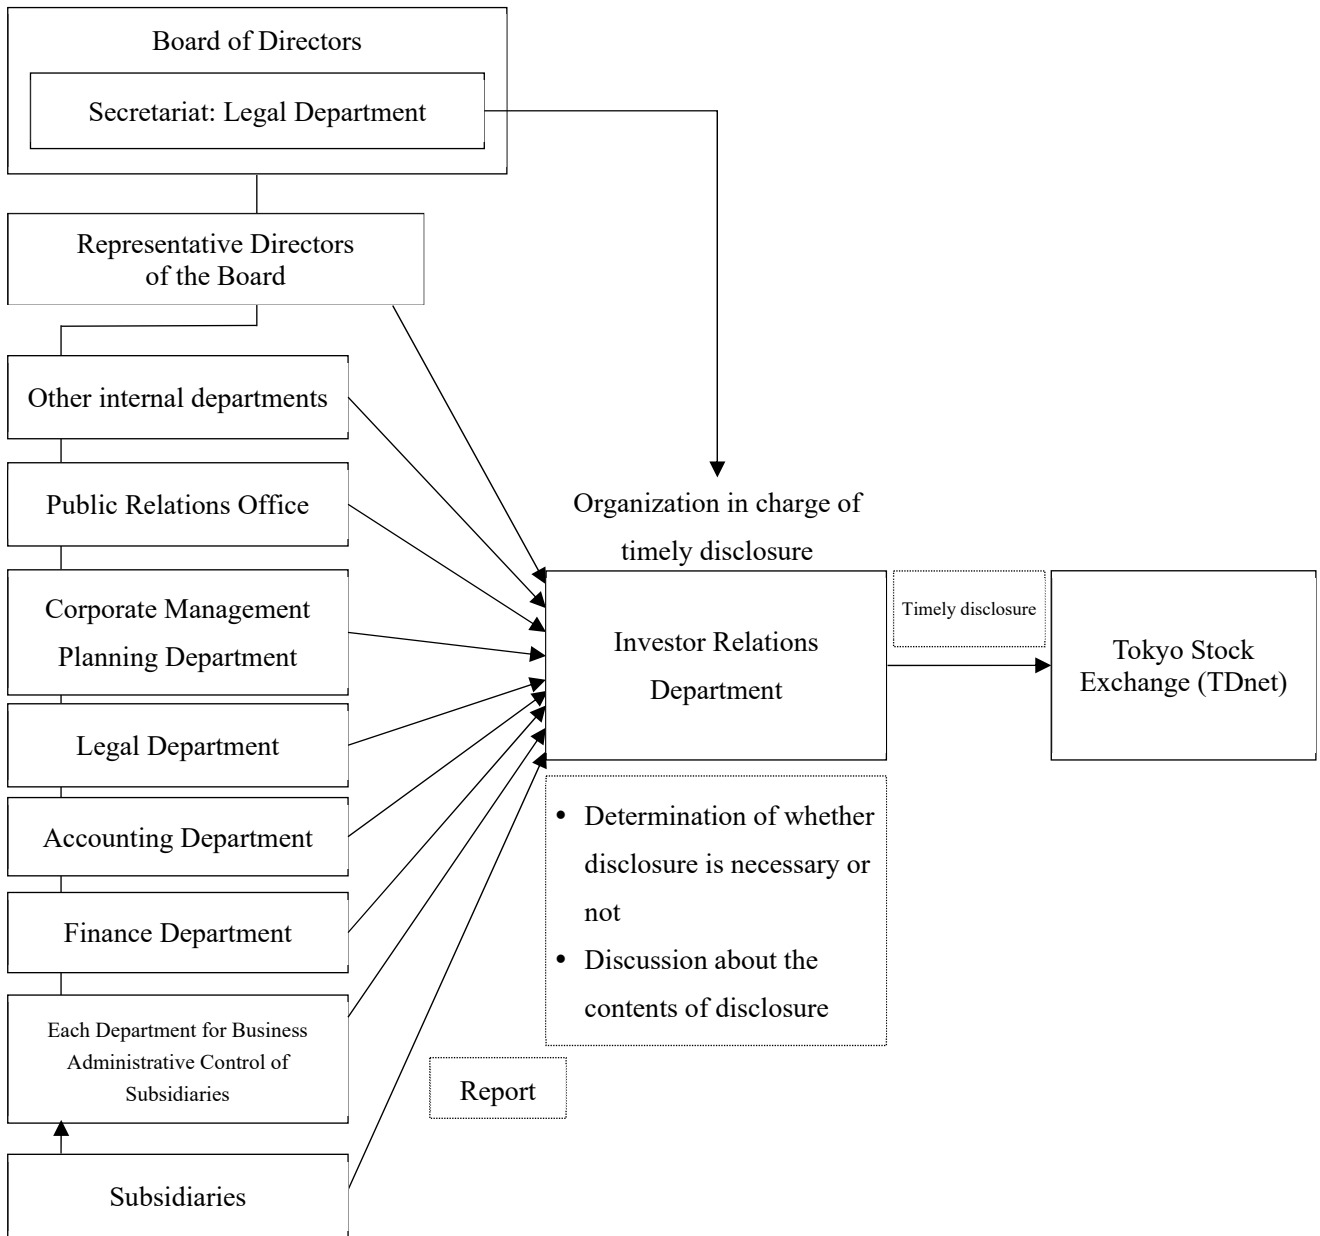 Board of Directors
Secretariat: Legal Department
Representative Directors
of the Board
Other internal departments
Public Relations Office
Corporate Management
Planning Department
Legal Department
Accounting Department
Finance Department
Each Department for Business
Administrative Control of
Subsidiaries
Subsidiaries
Report
Organization in charge of
timely disclosure
Investor Relations
Department
• Determination of whether
disclosure is necessary or
not
• Discussion about the
contents of disclosure
Timely disclosure
Tokyo Stock
Exchange (TDnet)